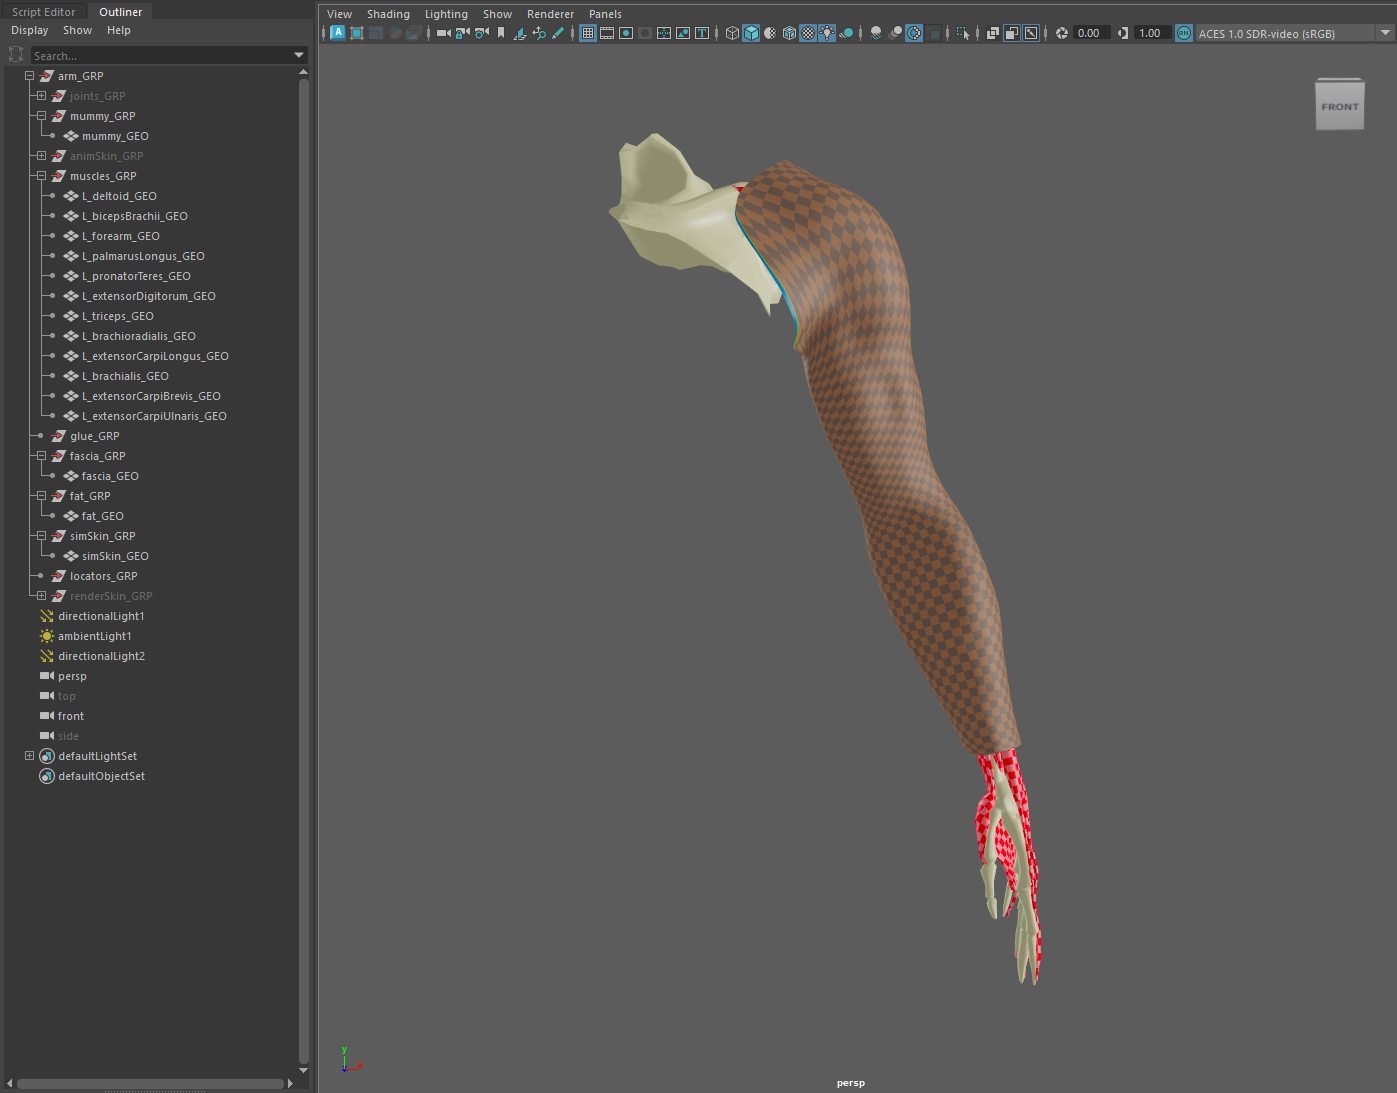 Script Editor Outliner
Display Show Help
Search...
arm_GRP
joints_GRP
mummy_GRP
mummy_GEO
animSkin_GRP
muscles_GRP
L_deltoid_GEO
L_bicepsBrachii_GEO
L_forearm_GEO
L_palmarusLongus_GEO
L_pronatorTeres_GEO
L_extensorDigitorum_GEO
L_triceps_GEO
L_brachioradialis_GEO
L_extensorCarpiLongus_GEO
L_brachialis_GEO
L_extensorCarpiBrevis_GEO
L_extensorCarpiUlnaris_GEO
glue_GRP
fascia_GRP
fascia_GEO
fat_GRP
fat_GEO
simSkin_GRP
simSkin_GEO
locators_GRP
renderSkin_GRP
directionalLight1
ambientLight1
directionalLight2
persp
top
front
side
defaultLightSet
defaultObjectSet
View Shading Lighting Show Renderer Panels
A T 0.00 1.00 ON ACES 1.0 SDR-video (sRGB)
FRONT
y
x
persp